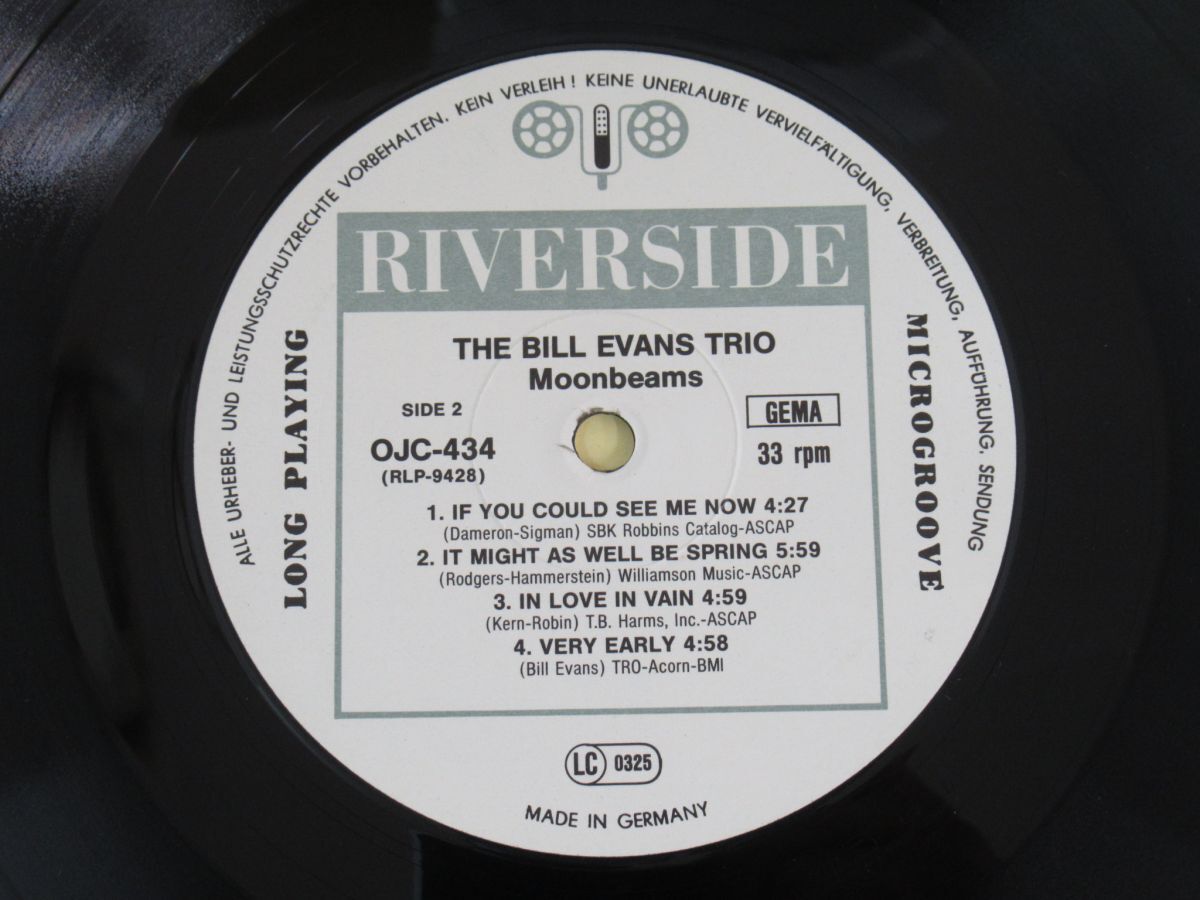 ALLE URHEBER- UND LEISTUNGSSCHUTZRECHTE VORBEHALTEN. KEIN VERLEIH! KEINE UNERLAUBTE VERVIELFÄLTIGUNG, VERBREITUNG, AUFFÜHRUNG, SENDUNG
RIVERSIDE
LONG PLAYING
MICROGROOVE
THE BILL EVANS TRIO
Moonbeams
SIDE 2
GEMA
OJC-434
33 rpm
(RLP-9428)
1. IF YOU COULD SEE ME NOW 4:27
(Dameron-Sigman) SBK Robbins Catalog-ASCAP
2. IT MIGHT AS WELL BE SPRING 5:59
(Rodgers-Hammerstein) Williamson Music-ASCAP
3. IN LOVE IN VAIN 4:59
(Kern-Robin) T.B. Harms, Inc.-ASCAP
4. VERY EARLY 4:58
(Bill Evans) TRO-Acorn-BMI
LC 0325
MADE IN GERMANY